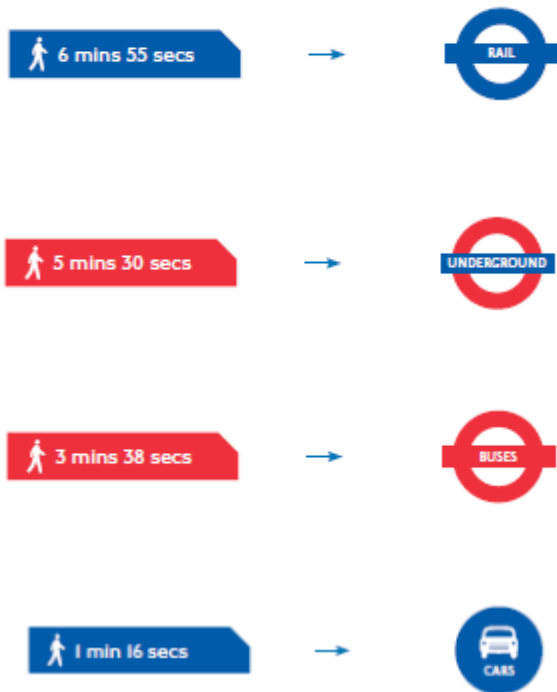 6 mins 55 secs
RAIL
5 mins 30 secs
UNDERGROUND
3 mins 38 secs
BUSES
1 min 16 secs
CARS